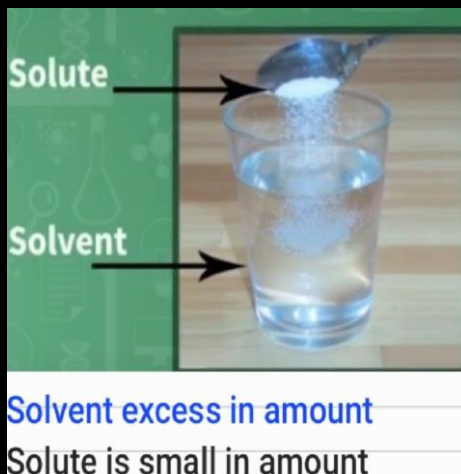 Solute
Solvent
Solvent excess in amount
Solute is small in amount